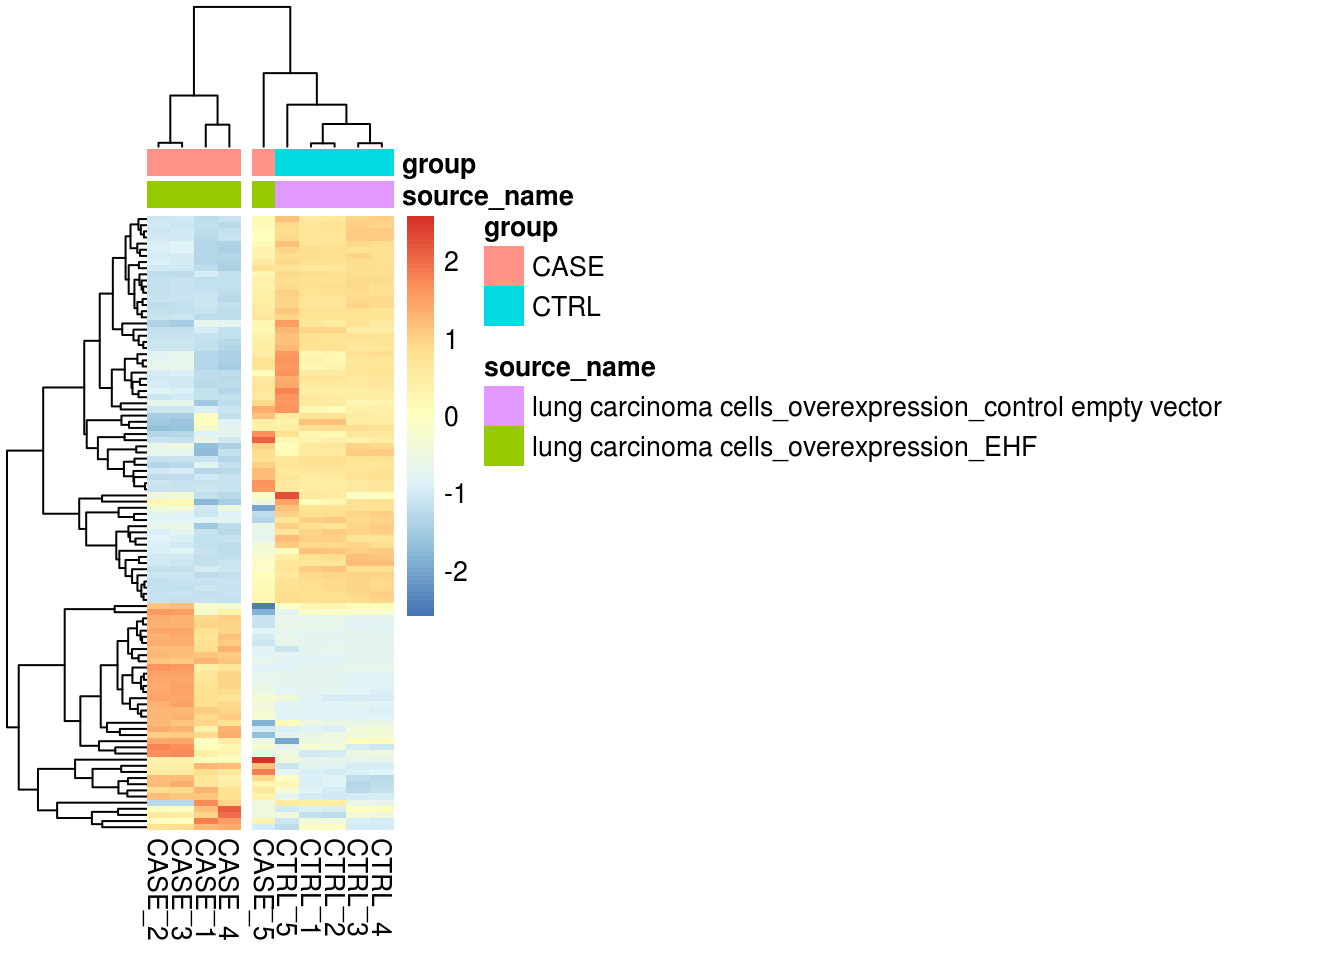 group
source_name
group
CASE
CTRL
source_name
lung carcinoma cells_overexpression_control empty vector
lung carcinoma cells_overexpression_EHF
2
1
0
-1
-2
CASE_2
CASE_3
CASE_1
CASE_4
CASE_5
CTRL_5
CTRL_1
CTRL_2
CTRL_3
CTRL_4